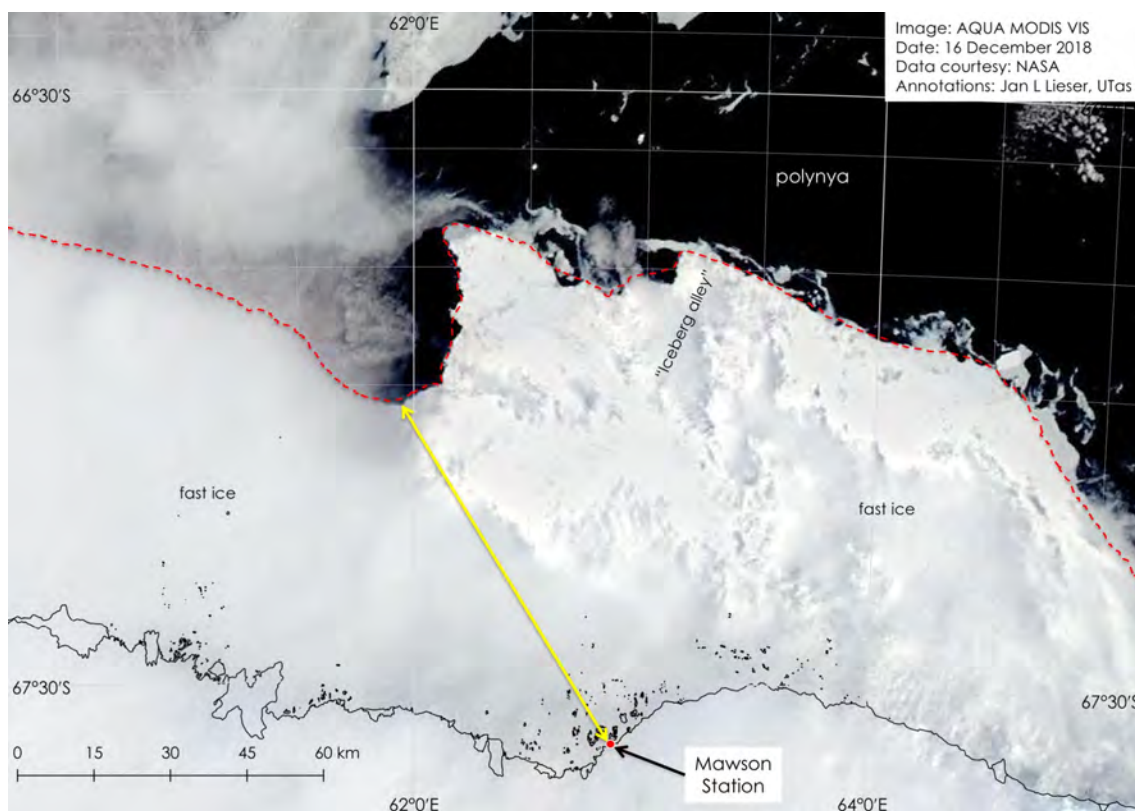 62°0'E
Image: AQUA MODIS VIS
Date: 16 December 2018
Data courtesy: NASA
Annotations: Jan L Lieser, UTas
66°30'S
polynya
"Iceberg alley"
fast ice
fast ice
67°30'S
67°30'S
0 15 30 45 60 km
Mawson
Station
62°0'E
64°0'E